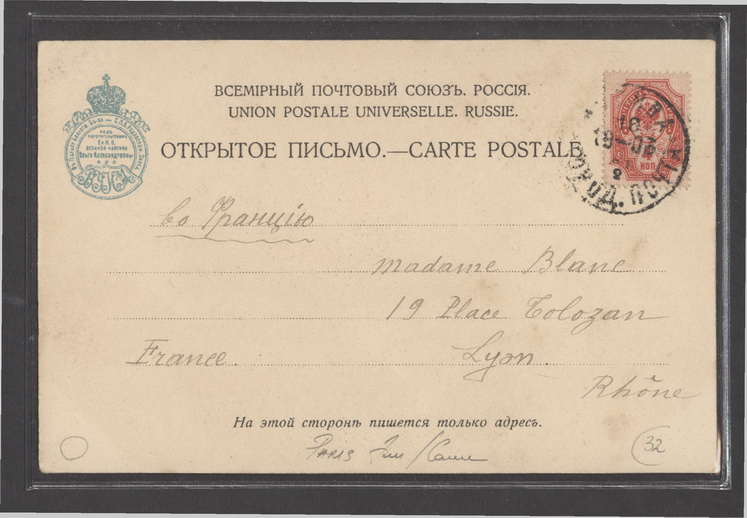 ВСЕМІРНЫЙ ПОЧТОВЫЙ СОЮЗЪ. РОССІЯ.
UNION POSTALE UNIVERSELLE. RUSSIE.
ОТКРЫТОЕ ПИСЬМО.—CARTE POSTALE
во Францію
Madame Blanc
19 Place Tolozan
France. Lyon.
Rhône
На этой сторонѣ пишется только адресъ.
PARIS
32